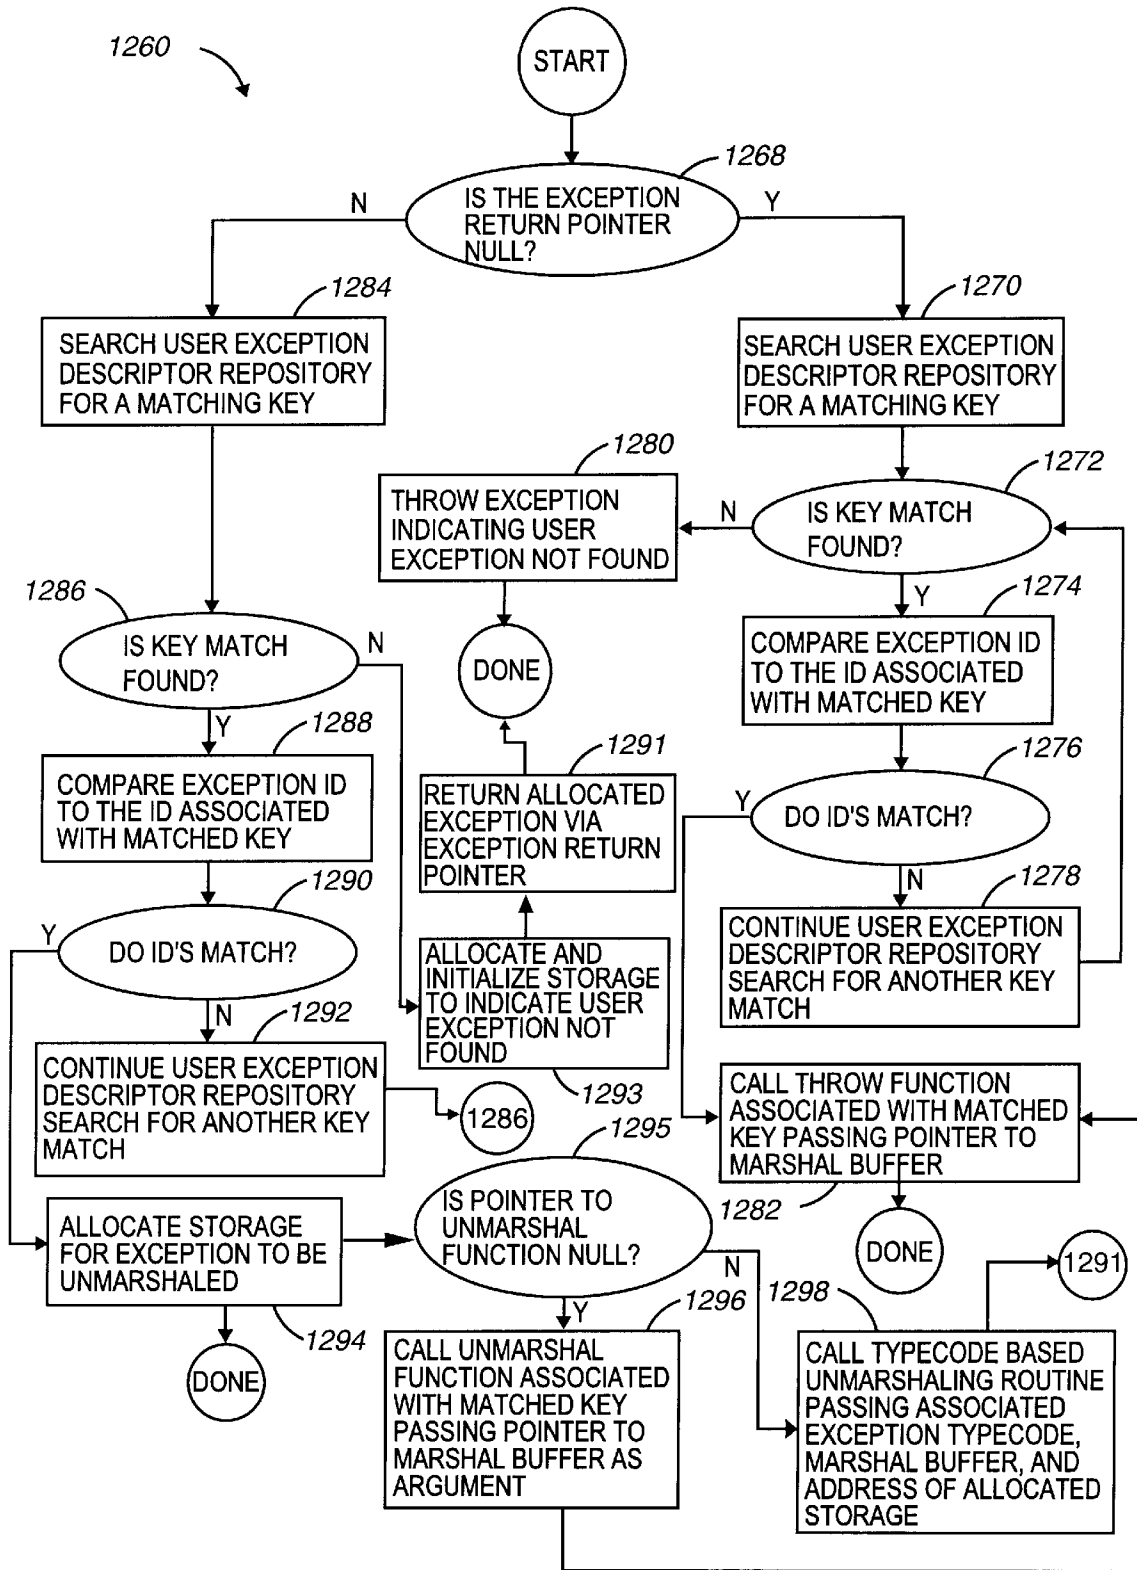 1260
START
1268
IS THE EXCEPTION
RETURN POINTER
NULL?
N
Y
1284
SEARCH USER EXCEPTION
DESCRIPTOR REPOSITORY
FOR A MATCHING KEY
1270
SEARCH USER EXCEPTION
DESCRIPTOR REPOSITORY
FOR A MATCHING KEY
1280
THROW EXCEPTION
INDICATING USER
EXCEPTION NOT FOUND
N
1272
IS KEY MATCH
FOUND?
Y
1286
IS KEY MATCH
FOUND?
N
Y
DONE
1274
COMPARE EXCEPTION ID
TO THE ID ASSOCIATED
WITH MATCHED KEY
1288
COMPARE EXCEPTION ID
TO THE ID ASSOCIATED
WITH MATCHED KEY
1291
RETURN ALLOCATED
EXCEPTION VIA
EXCEPTION RETURN
POINTER
1276
Y
DO ID'S MATCH?
N
1290
Y
DO ID'S MATCH?
N
1278
CONTINUE USER EXCEPTION
DESCRIPTOR REPOSITORY
SEARCH FOR ANOTHER KEY
MATCH
ALLOCATE AND
INITIALIZE STORAGE
TO INDICATE USER
EXCEPTION NOT
FOUND
1293
1292
CONTINUE USER EXCEPTION
DESCRIPTOR REPOSITORY
SEARCH FOR ANOTHER KEY
MATCH
1286
CALL THROW FUNCTION
ASSOCIATED WITH MATCHED
KEY PASSING POINTER TO
MARSHAL BUFFER
1282
DONE
1295
IS POINTER TO
UNMARSHAL
FUNCTION NULL?
N
Y
ALLOCATE STORAGE
FOR EXCEPTION TO BE
UNMARSHALED
1294
DONE
1296
CALL UNMARSHAL
FUNCTION ASSOCIATED
WITH MATCHED KEY
PASSING POINTER TO
MARSHAL BUFFER AS
ARGUMENT
1291
1298
CALL TYPECODE BASED
UNMARSHALING ROUTINE
PASSING ASSOCIATED
EXCEPTION TYPECODE,
MARSHAL BUFFER, AND
ADDRESS OF ALLOCATED
STORAGE